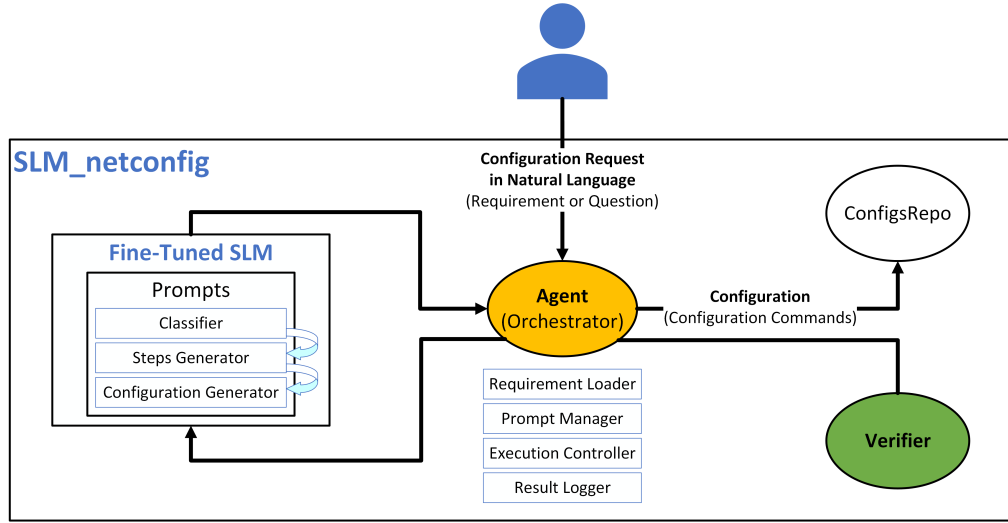 SLM_netconfig
Configuration Request
in Natural Language
(Requirement or Question)
Fine-Tuned SLM
Prompts
Classifier
Steps Generator
Configuration Generator
Agent
(Orchestrator)
Requirement Loader
Prompt Manager
Execution Controller
Result Logger
Configuration
(Configuration Commands)
ConfigsRepo
Verifier